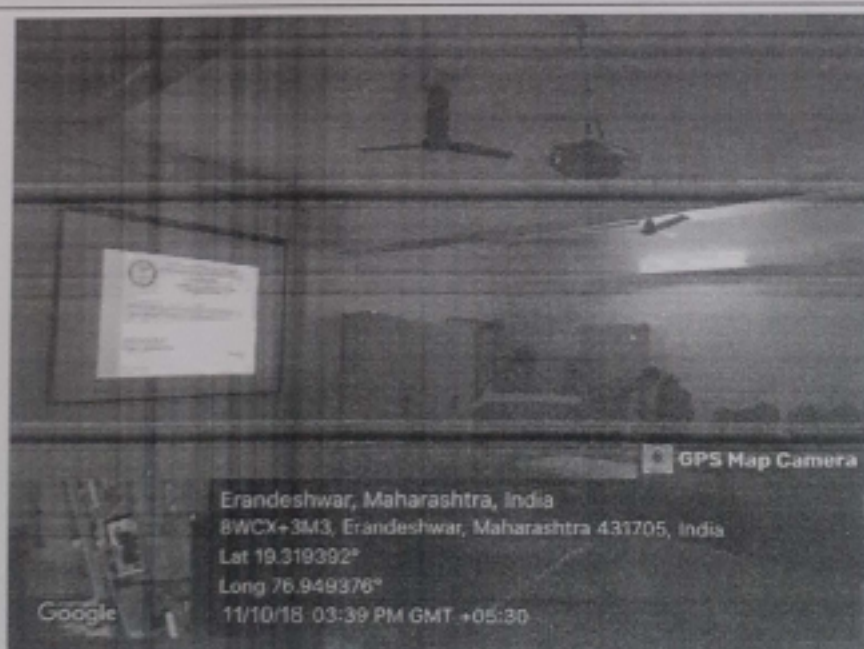 GPS Map Camera
Erandeshwar, Maharashtra, India
8WCX+3M3, Erandeshwar, Maharashtra 431705, India
Lat 19.319392°
Long 76.949376°
11/10/18 03:39 PM GMT +05:30
Google